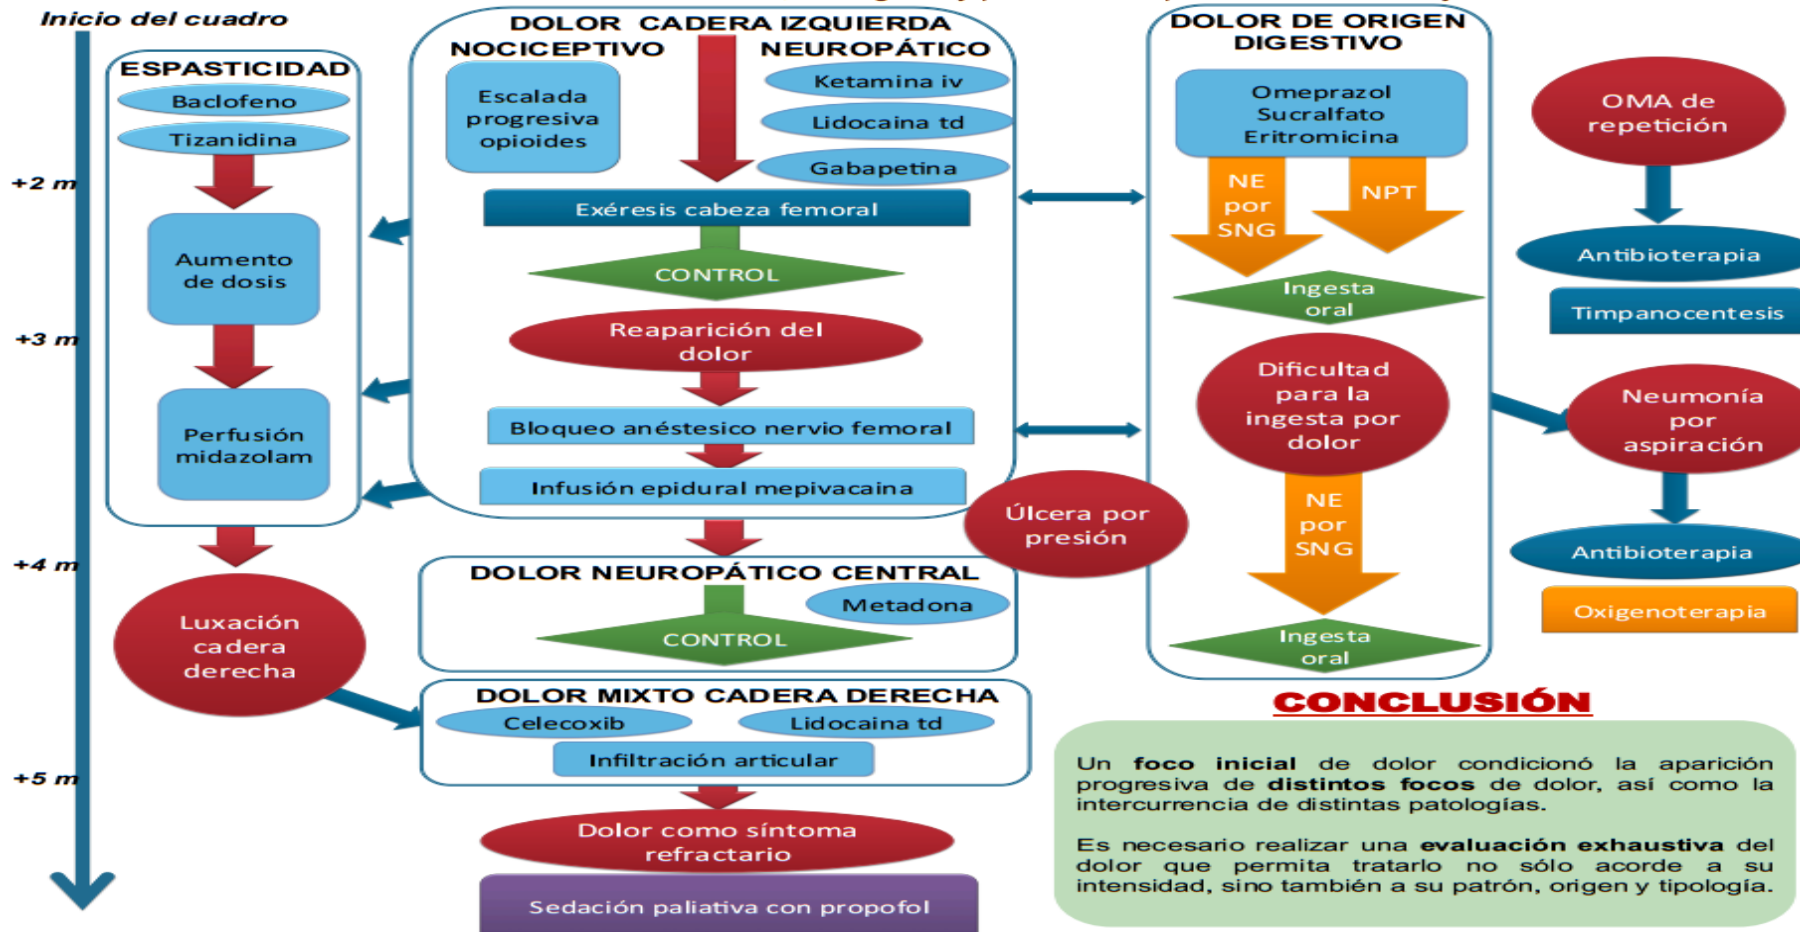 Inicio del cuadro
ESPASTICIDAD
Baclofeno
Tizanidina
+2 m
Aumento
de dosis
+3 m
Perfusión
midazolam
+4 m
Luxación
cadera
derecha
+5 m
DOLOR CADERA IZQUIERDA
NOCICEPTIVO
NEUROPÁTICO
Escalada
progresiva
opioides
Ketamina iv
Lidocaina td
Gabapetina
Exéresis cabeza femoral
CONTROL
Reaparición del
dolor
Bloqueo anéstesico nervio femoral
Infusión epidural mepivacaina
Úlcera por
presión
DOLOR NEUROPÁTICO CENTRAL
Metadona
CONTROL
DOLOR MIXTO CADERA DERECHA
Celecoxib
Lidocaina td
Infiltración articular
Dolor como síntoma
refractario
Sedación paliativa con propofol
DOLOR DE ORIGEN
DIGESTIVO
Omeprazol
Sucralfato
Eritromicina
NE
por
SNG
NPT
Ingesta
oral
Dificultad
para la
ingesta por
dolor
NE
por
SNG
Ingesta
oral
OMA de
repetición
Antibioterapia
Timpanocentesis
Neumonía
por
aspiración
Antibioterapia
Oxigenoterapia
CONCLUSIÓN
Un foco inicial de dolor condicionó la aparición
progresiva de distintos focos de dolor, así como la
intercurrencia de distintas patologías.
Es necesario realizar una evaluación exhaustiva del
dolor que permita tratarlo no sólo acorde a su
intensidad, sino también a su patrón, origen y tipología.